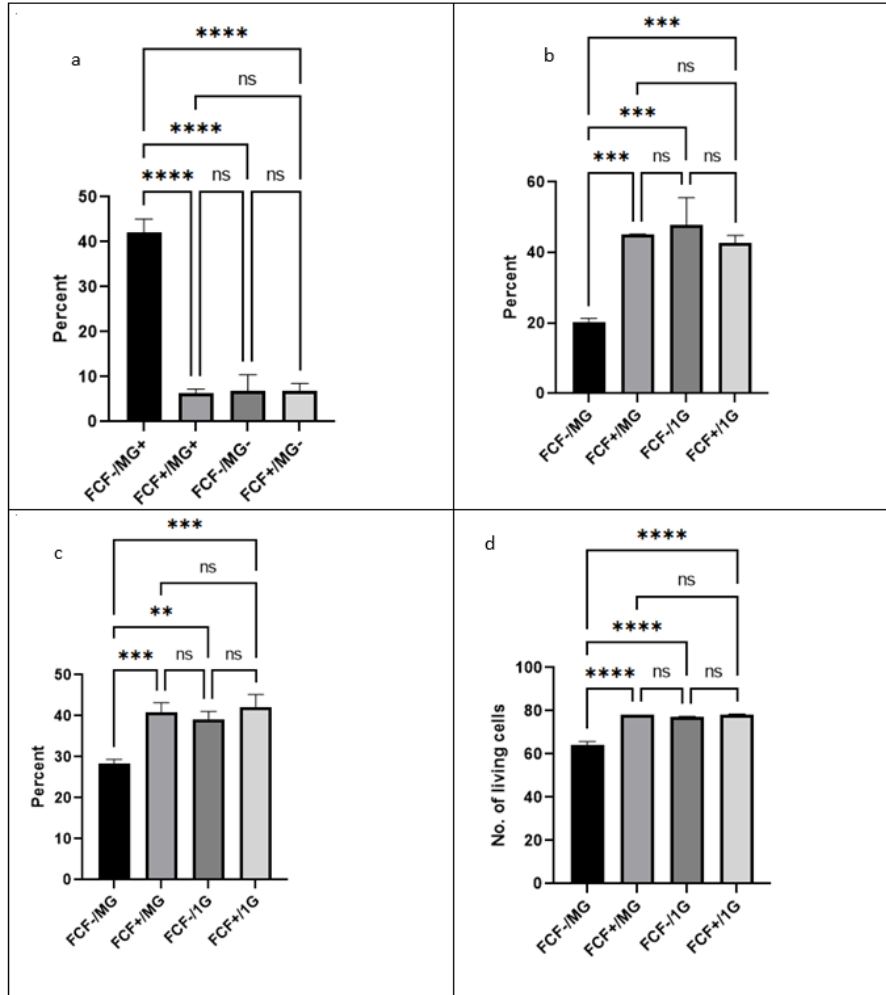 a
****
ns
****
****
ns
ns
50
40
30
20
10
0
Percent
FCF-/MG+
FCF+/MG+
FCF-/MG-
FCF+/MG-
b
***
ns
***
***
ns
ns
60
40
20
0
Percent
FCF-/MG
FCF+/MG
FCF-/1G
FCF+/1G
c
***
ns
**
***
ns
ns
50
40
30
20
10
0
Percent
FCF-/MG
FCF+/MG
FCF-/1G
FCF+/1G
d
****
ns
****
****
ns
ns
100
80
60
40
20
0
No. of living cells
FCF-/MG
FCF+/MG
FCF-/1G
FCF+/1G